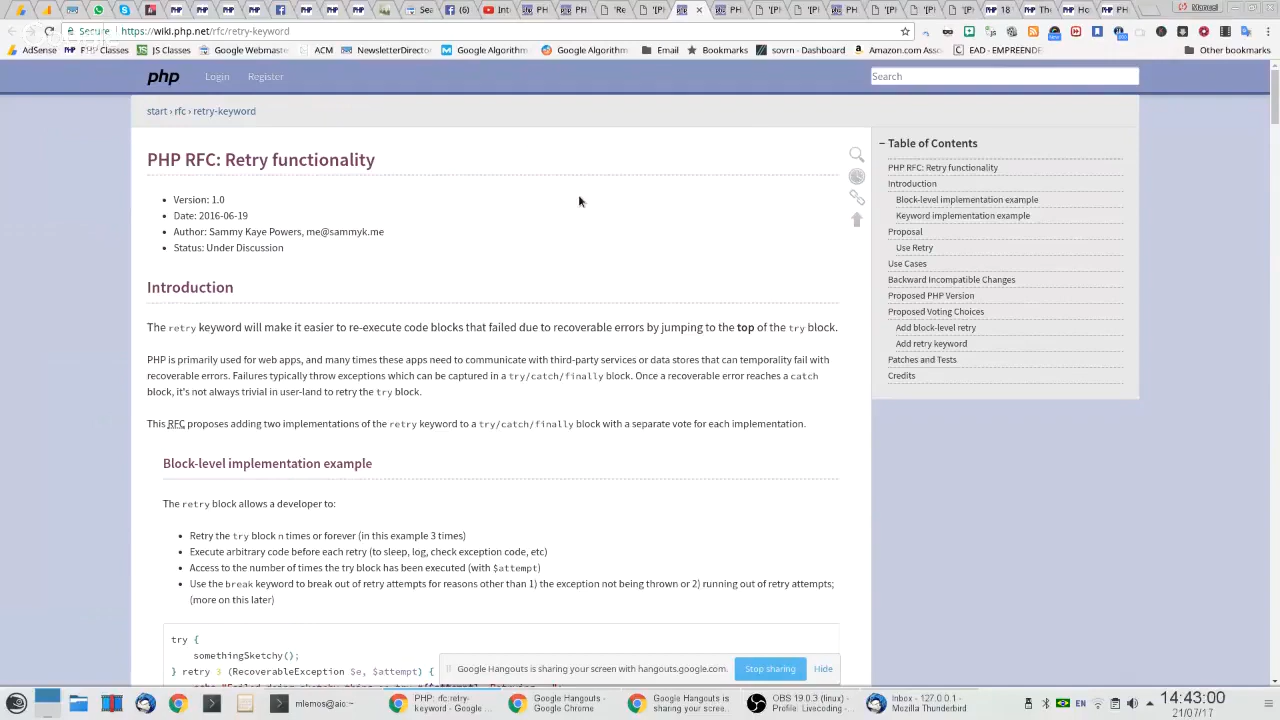 Secure https://wiki.php.net/rfc/retry-keyword
AdSense JS Classes Google Webmaste ACM NewsletterDirec Google Adwords Google Algorithms Email Bookmarks sovrn - Dashboard Amazon.com Assoc EAD - EMPREENDE Other bookmarks
php Login Register Search
start › rfc › retry-keyword
PHP RFC: Retry functionality
Version: 1.0
Date: 2016-06-19
Author: Sammy Kaye Powers, me@sammyk.me
Status: Under Discussion
Introduction
The retry keyword will make it easier to re-execute code blocks that failed due to recoverable errors by jumping to the top of the try block.
PHP is primarily used for web apps, and many times these apps need to communicate with third-party services or data stores that can temporality fail with
recoverable errors. Failures typically throw exceptions which can be captured in a try/catch/finally block. Once a recoverable error reaches a catch
block, it's not always trivial in user-land to retry the try block.
This RFC proposes adding two implementations of the retry keyword to a try/catch/finally block with a separate vote for each implementation.
Block-level implementation example
The retry block allows a developer to:
Retry the try block n times or forever (in this example 3 times)
Execute arbitrary code before each retry (to sleep, log, check exception code, etc)
Access to the number of times the try block has been executed (with $attempt)
Use the break keyword to break out of retry attempts for reasons other than 1) the exception not being thrown or 2) running out of retry attempts;
(more on this later)
try {
somethingSketchy();
} retry 3 (RecoverableException $e, $attempt) {
− Table of Contents
PHP RFC: Retry functionality
Introduction
Block-level implementation example
Keyword implementation example
Proposal
Use Retry
Use Cases
Backward Incompatible Changes
Proposed PHP Version
Proposed Voting Choices
Add block-level retry
Add retry keyword
Patches and Tests
Credits
Google Hangouts is sharing your screen with hangouts.google.com. Stop sharing Hide
mlemos@aic:~
PHP: rfc:retry-
keyword - Google
Google Hangouts -
Google Chrome
Google Hangouts is
sharing your scree
OBS 19.0.3 (linux) -
Profile: Livecoding -
Inbox -
Mozilla Thunderbird
EN
14:43:00
21/07/17